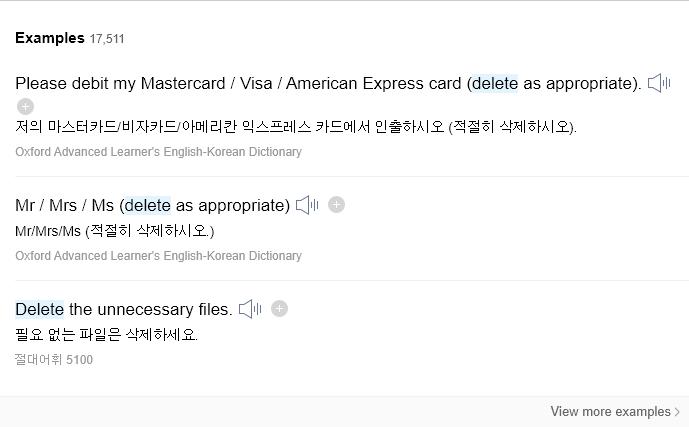 Examples 17,511
Please debit my Mastercard / Visa / American Express card (delete as appropriate).
저의 마스터카드/비자카드/아메리칸 익스프레스 카드에서 인출하시오 (적절히 삭제하시오).
Oxford Advanced Learner's English-Korean Dictionary
Mr / Mrs / Ms (delete as appropriate)
Mr/Mrs/Ms (적절히 삭제하시오.)
Oxford Advanced Learner's English-Korean Dictionary
Delete the unnecessary files.
필요 없는 파일은 삭제하세요.
절대어휘 5100
View more examples >